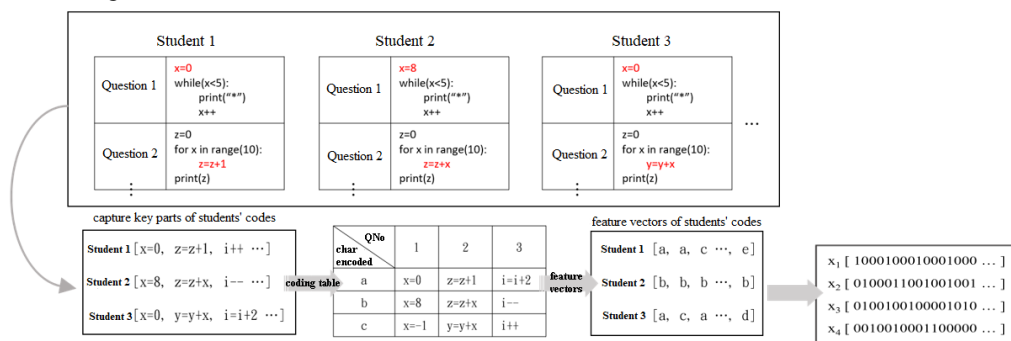 Student 1
Student 2
Student 3
Question 1
x=0
while(x<5):
print("*")
x++
Question 1
x=8
while(x<5):
print("*")
x++
Question 1
x=0
while(x<5):
print("*")
x++
Question 2
z=0
for x in range(10):
z=z+1
print(z)
Question 2
z=0
for x in range(10):
z=z+x
print(z)
Question 2
z=0
for x in range(10):
y=y+x
print(z)
...
capture key parts of students' codes
Student 1 [x=0, z=z+1, i++ ...]
Student 2 [x=8, z=z+x, i-- ...]
Student 3 [x=0, y=y+x, i=i+2 ...]
coding table
QNo
char encoded
1 2 3
a x=0 z=z+1 i=i+2
b x=8 z=z+x i--
c x=-1 y=y+x i++
feature vectors
feature vectors of students' codes
Student 1 [a, a, c ..., e]
Student 2 [b, b, b ..., b]
Student 3 [a, c, a ..., d]
x₁ [ 1000100010001000 ... ]
x₂ [ 0100011001001001 ... ]
x₃ [ 0100100100001010 ... ]
x₄ [ 0010010001100000 ... ]